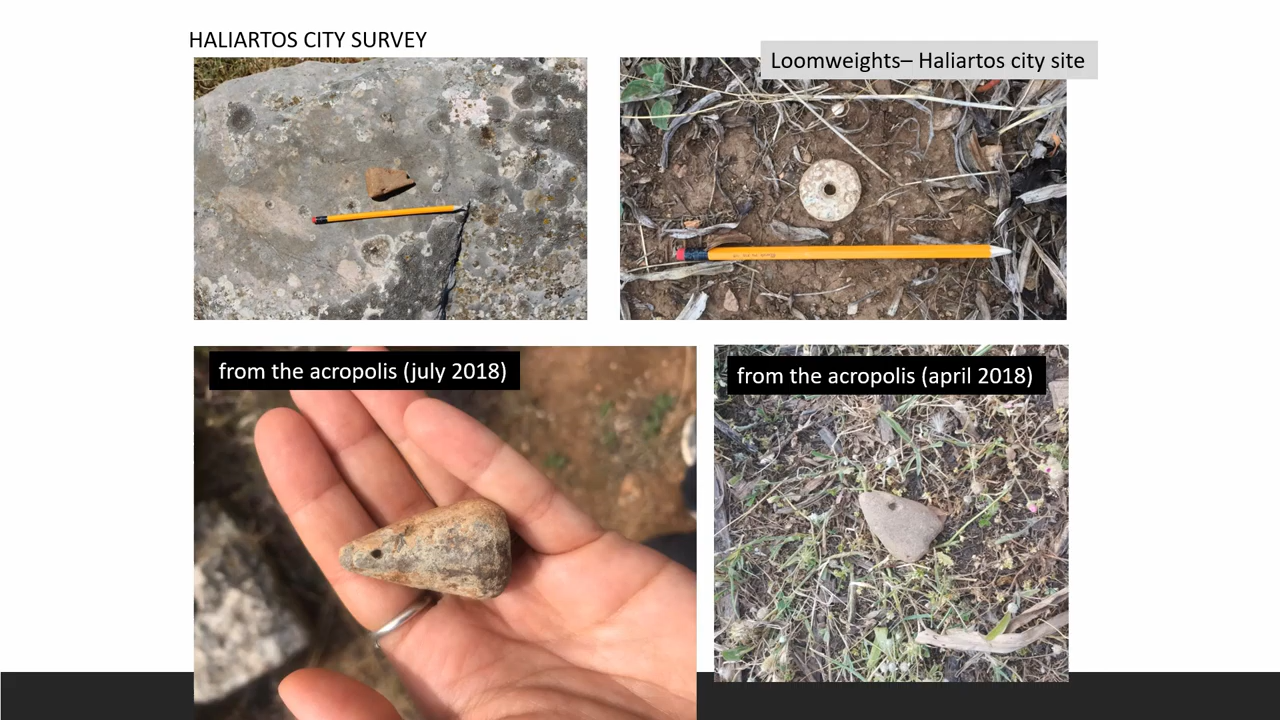 HALIARTOS CITY SURVEY
Loomweights– Haliartos city site
from the acropolis (july 2018)
from the acropolis (april 2018)